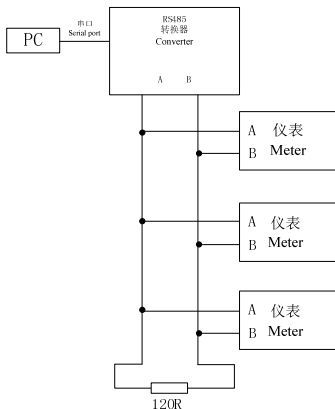 PC
串口
Serial port
RS485
转换器
Converter
A B
A 仪表
B Meter
A 仪表
B Meter
A 仪表
B Meter
120R